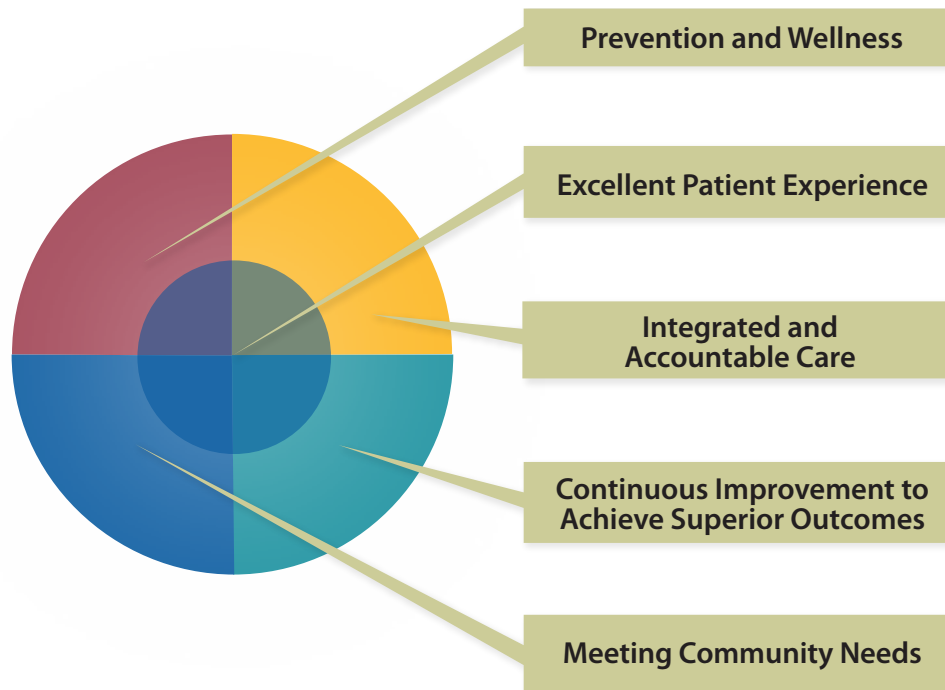 Prevention and Wellness
Excellent Patient Experience
Integrated and
Accountable Care
Continuous Improvement to
Achieve Superior Outcomes
Meeting Community Needs